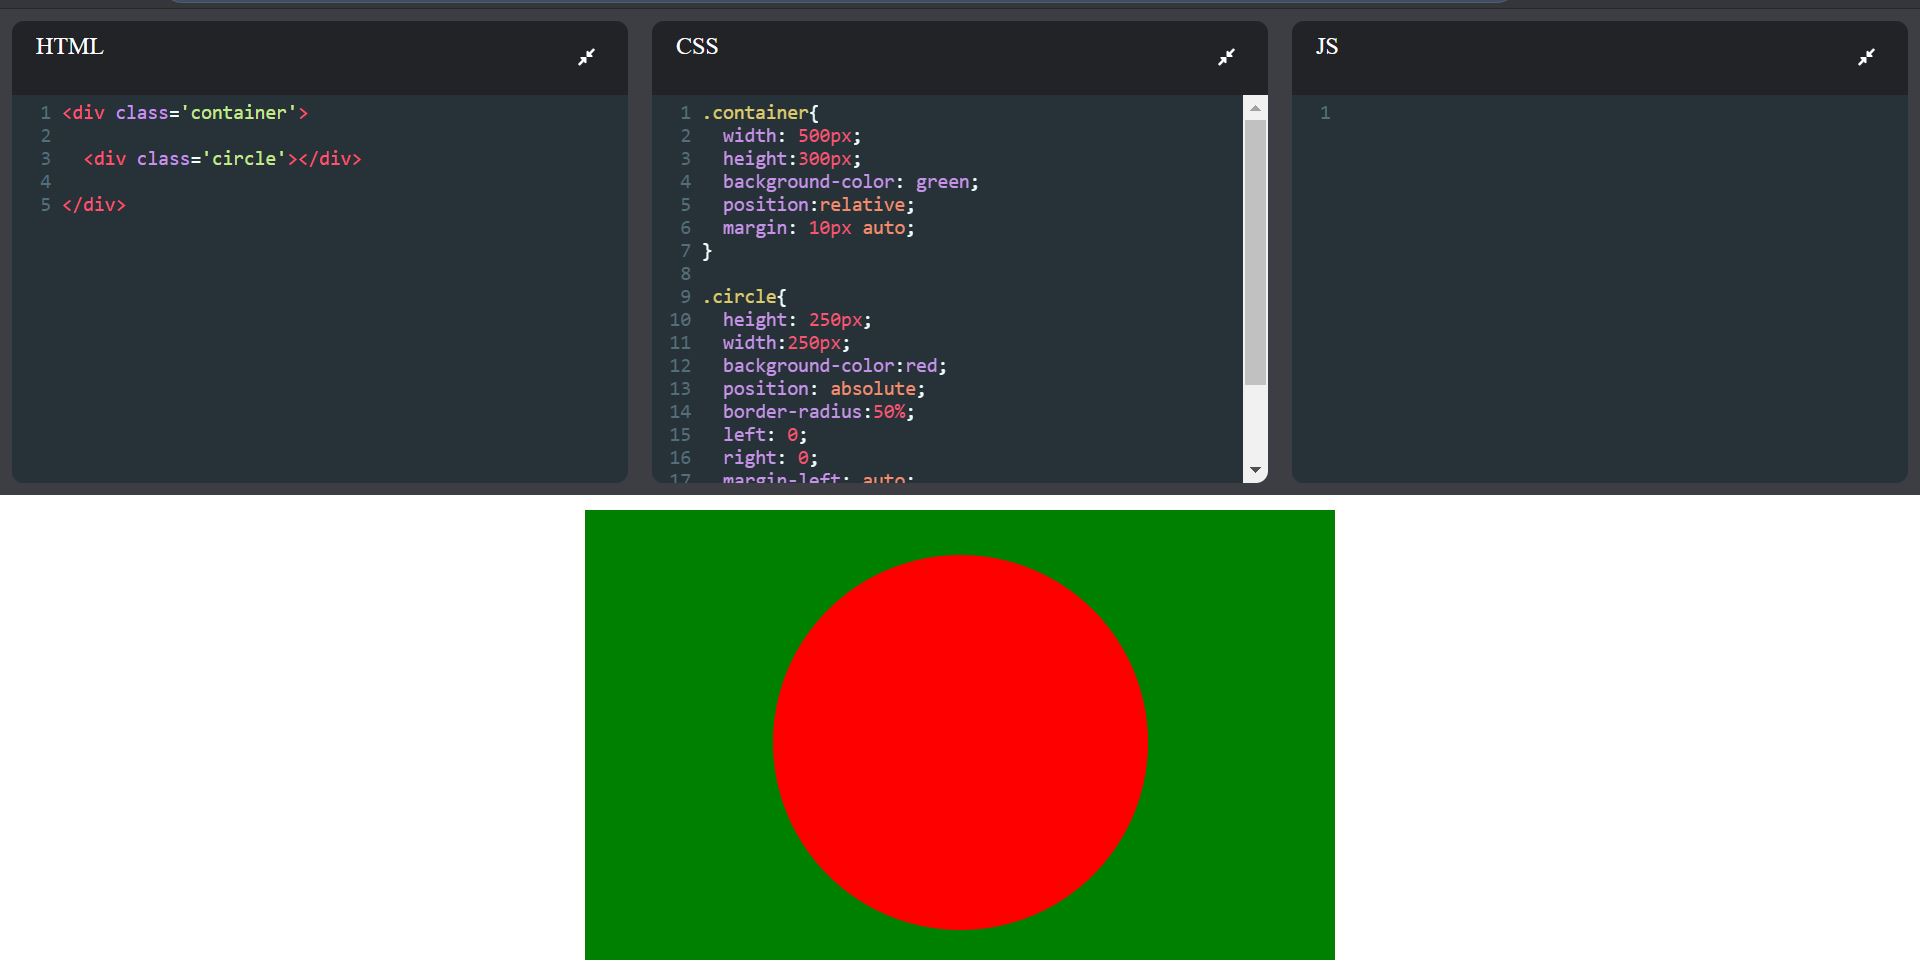 HTML
1 <div class='container'>
2
3   <div class='circle'></div>
4
5 </div>
CSS
1 .container{
2   width: 500px;
3   height:300px;
4   background-color: green;
5   position:relative;
6   margin: 10px auto;
7 }
8
9 .circle{
10   height: 250px;
11   width:250px;
12   background-color:red;
13   position: absolute;
14   border-radius:50%;
15   left: 0;
16   right: 0;
17   margin-left: auto;
JS
1